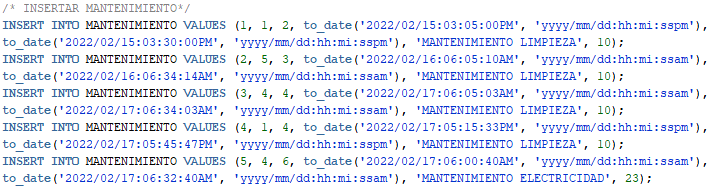 /* INSERTAR MANTENIMIENTO*/
INSERT INTO MANTENIMIENTO VALUES (1, 1, 2, to_date('2022/02/15:03:05:00PM', 'yyyy/mm/dd:hh:mi:sspm'),
to_date('2022/02/15:03:30:00PM', 'yyyy/mm/dd:hh:mi:sspm'), 'MANTENIMIENTO LIMPIEZA', 10);
INSERT INTO MANTENIMIENTO VALUES (2, 5, 3, to_date('2022/02/16:06:05:10AM', 'yyyy/mm/dd:hh:mi:ssam'),
to_date('2022/02/16:06:34:14AM', 'yyyy/mm/dd:hh:mi:ssam'), 'MANTENIMIENTO LIMPIEZA', 10);
INSERT INTO MANTENIMIENTO VALUES (3, 4, 4, to_date('2022/02/17:06:05:03AM', 'yyyy/mm/dd:hh:mi:ssam'),
to_date('2022/02/17:06:34:03AM', 'yyyy/mm/dd:hh:mi:ssam'), 'MANTENIMIENTO LIMPIEZA', 10);
INSERT INTO MANTENIMIENTO VALUES (4, 1, 4, to_date('2022/02/17:05:15:33PM', 'yyyy/mm/dd:hh:mi:sspm'),
to_date('2022/02/17:05:45:47PM', 'yyyy/mm/dd:hh:mi:sspm'), 'MANTENIMIENTO LIMPIEZA', 10);
INSERT INTO MANTENIMIENTO VALUES (5, 4, 6, to_date('2022/02/17:06:00:40AM', 'yyyy/mm/dd:hh:mi:ssam'),
to_date('2022/02/17:06:32:40AM', 'yyyy/mm/dd:hh:mi:ssam'), 'MANTENIMIENTO ELECTRICIDAD', 23);